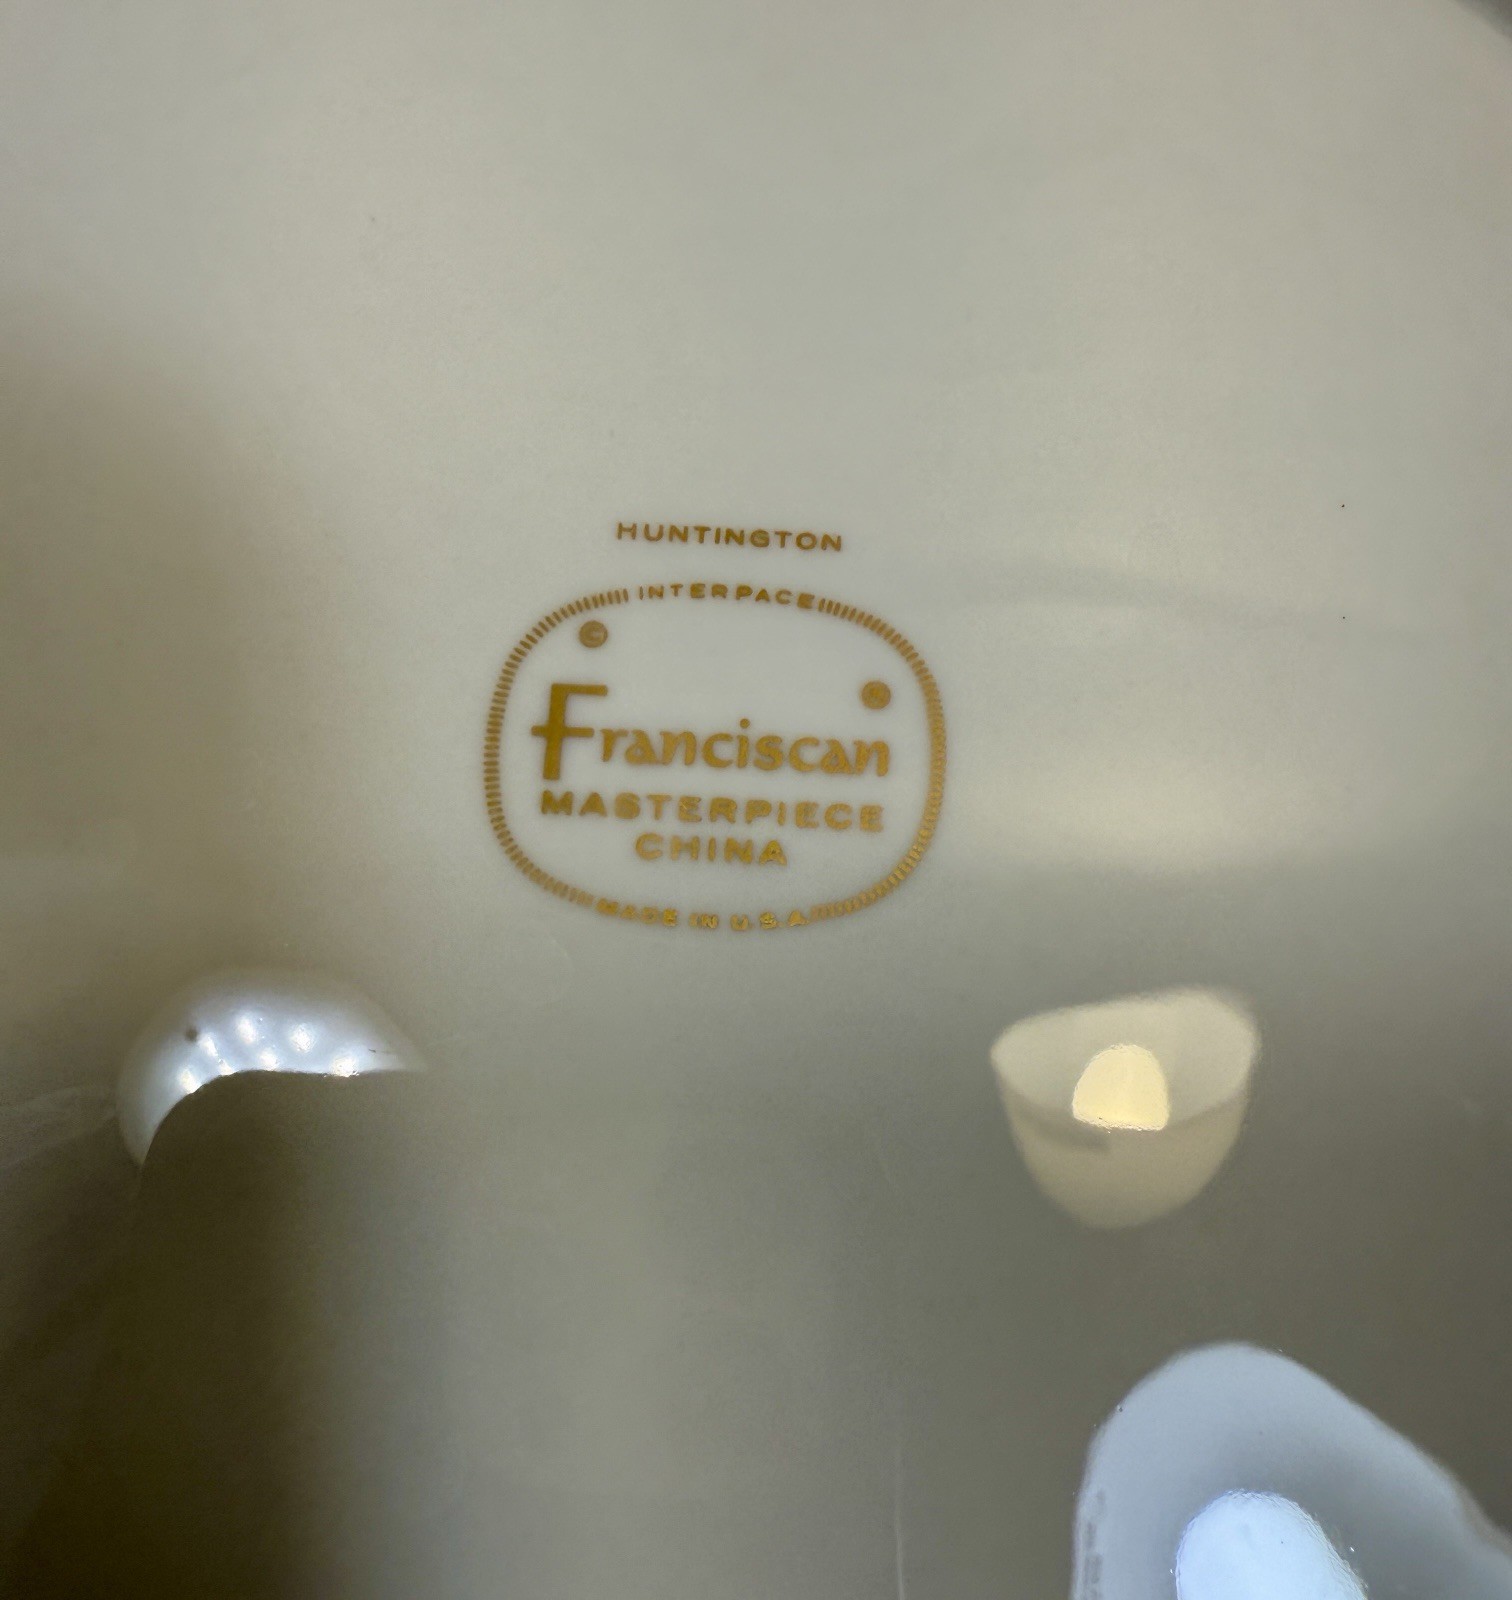 HUNTINGTON
INTERPACE
©
®
Franciscan
MASTERPIECE
CHINA
MADE IN U.S.A.